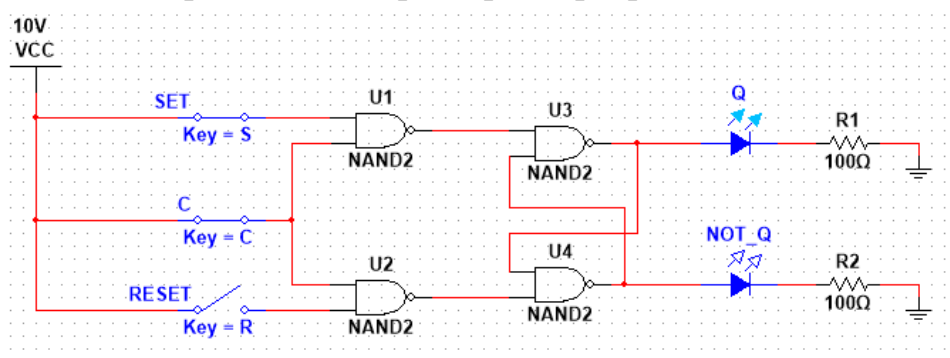 10V
VCC
SET
Key = S
U1
NAND2
U3
NAND2
Q
R1
100Ω
C
Key = C
RESET
Key = R
U2
NAND2
U4
NAND2
NOT_Q
R2
100Ω